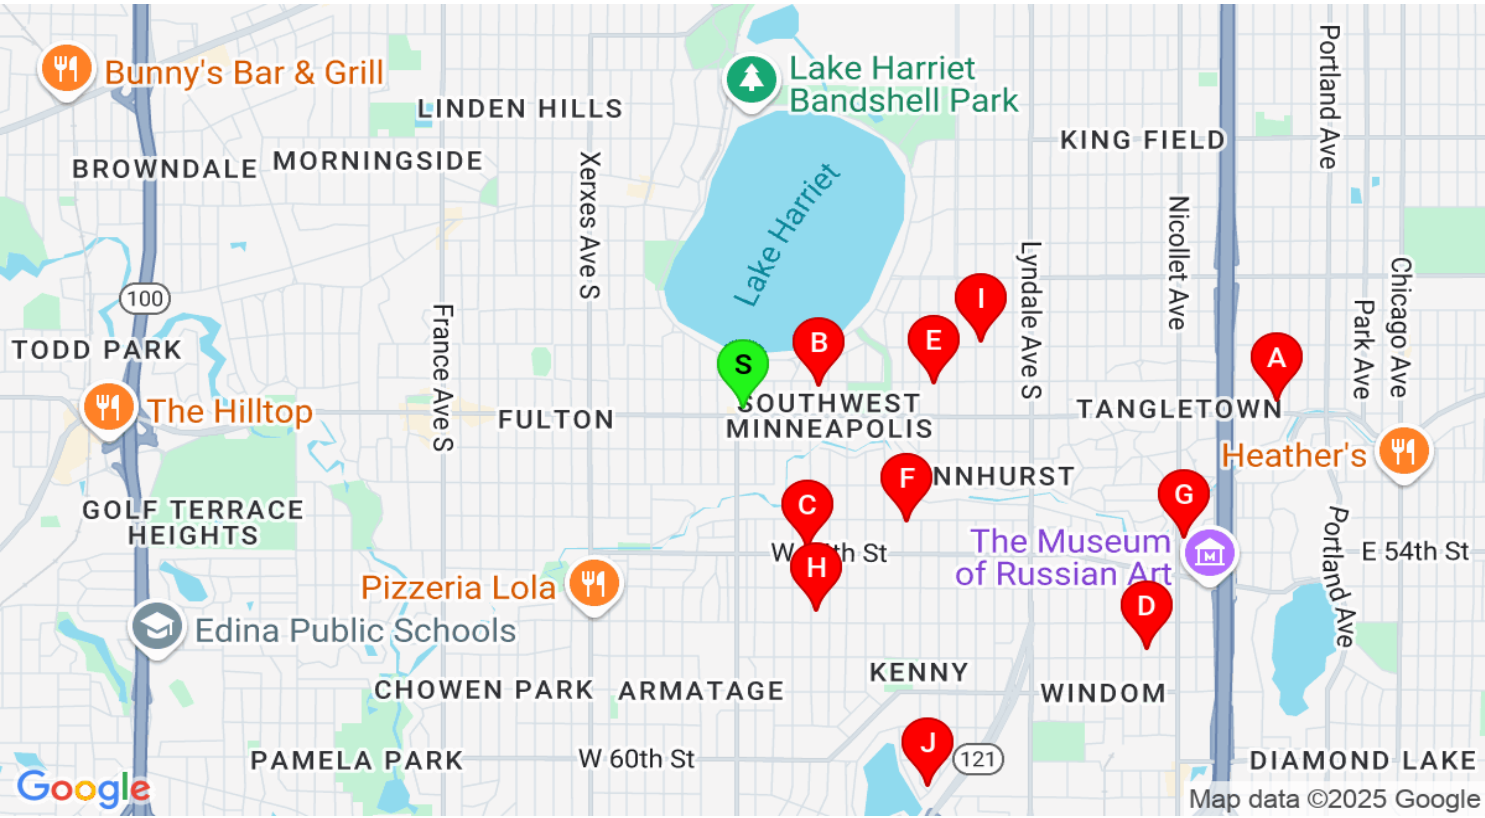 Bunny's Bar & Grill
Lake Harriet
Bandshell Park
LINDEN HILLS
KING FIELD
Portland Ave
BROWNDALE
MORNINGSIDE
Xerxes Ave S
Lake Harriet
Nicollet Ave
Lyndale Ave S
Chicago Ave
Park Ave
100
France Ave S
I
B
E
A
S
TODD PARK
The Hilltop
FULTON
SOUTHWEST
MINNEAPOLIS
TANGLETOWN
Heather's
F
NNHURST
G
C
GOLF TERRACE
HEIGHTS
The Museum
of Russian Art
W
th St
E 54th St
Portland Ave
H
Pizzeria Lola
D
Edina Public Schools
KENNY
CHOWEN PARK
ARMATAGE
WINDOM
J
121
PAMELA PARK
W 60th St
DIAMOND LAKE
Google
Map data ©2025 Google